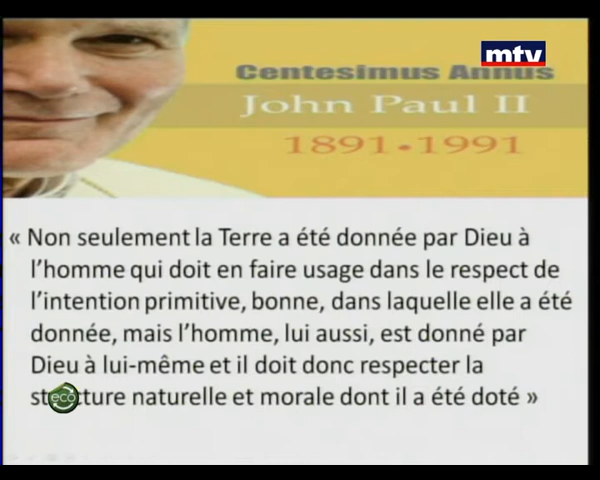 mtv
Centesimus Annus
John Paul II
1891•1991
« Non seulement la Terre a été donnée par Dieu à
l'homme qui doit en faire usage dans le respect de
l'intention primitive, bonne, dans laquelle elle a été
donnée, mais l'homme, lui aussi, est donné par
Dieu à lui-même et il doit donc respecter la
eco naturelle et morale dont il a été doté »